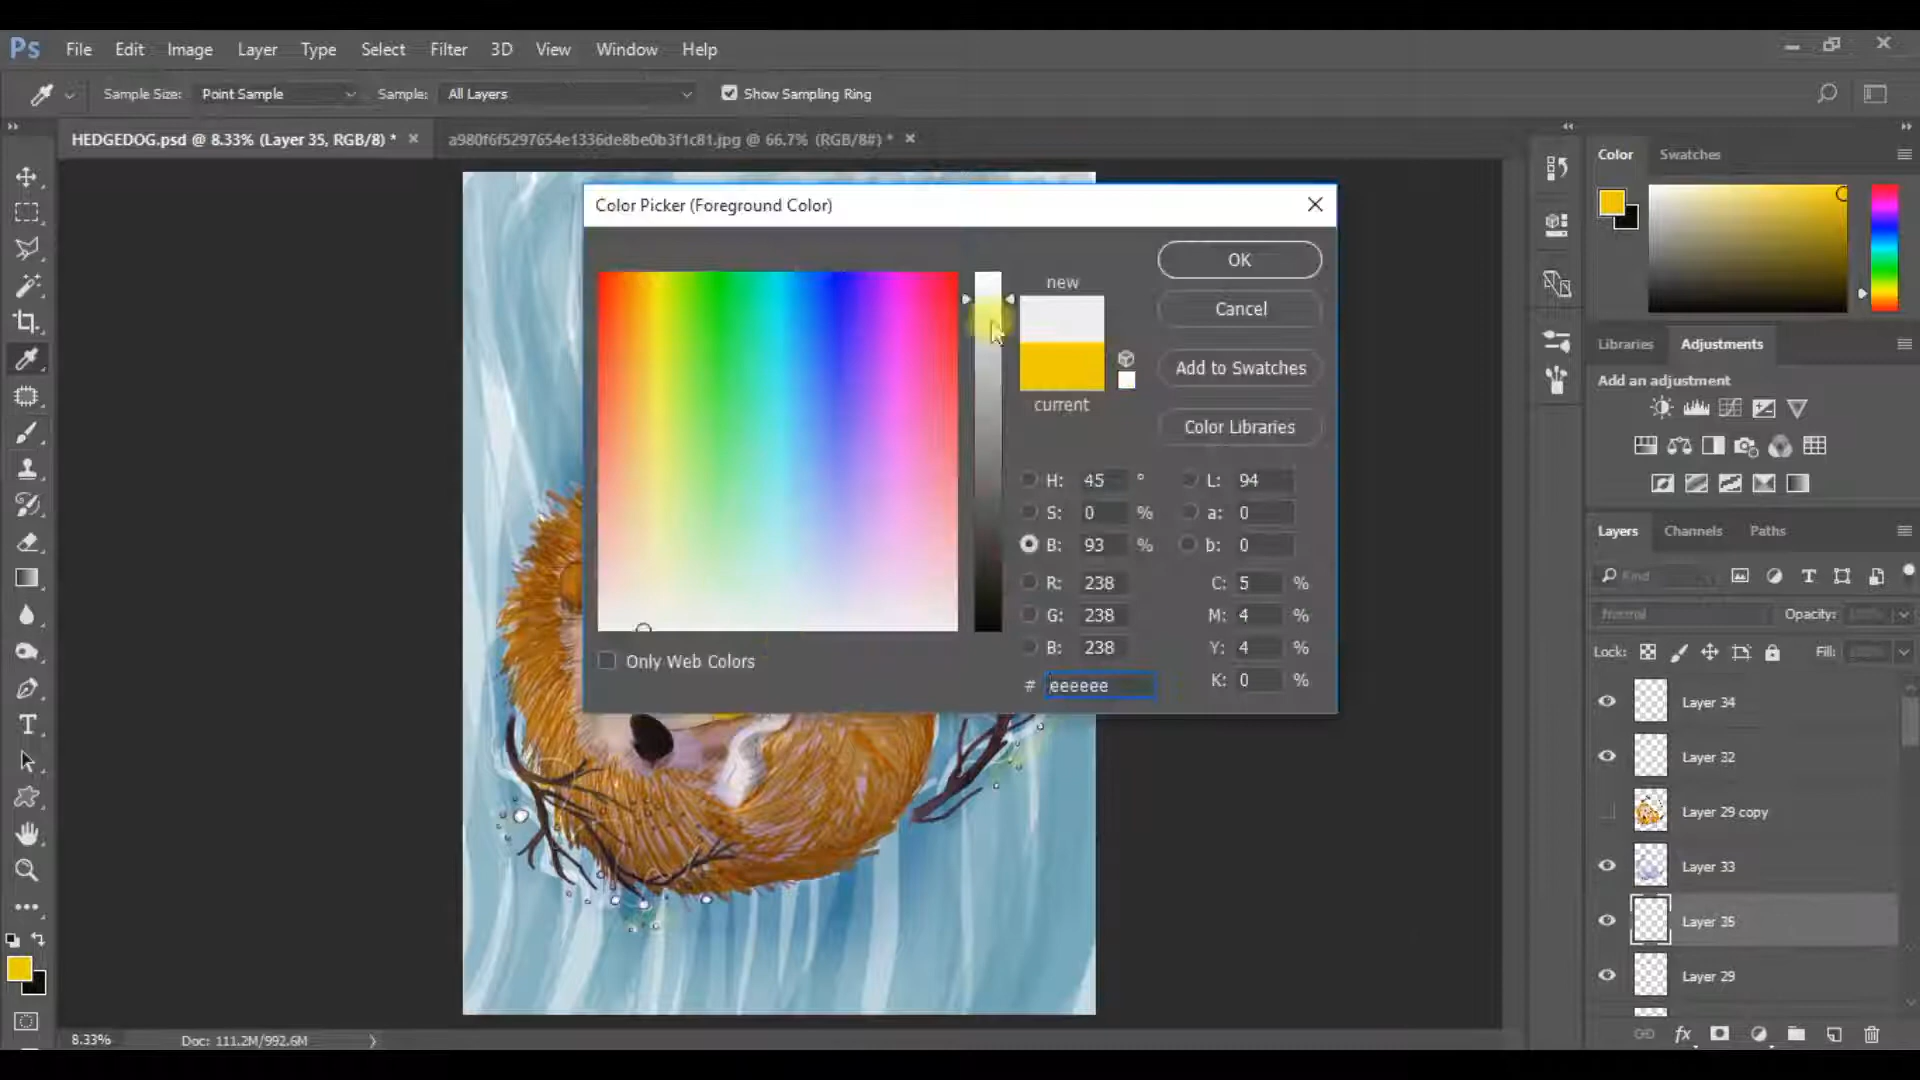 Ps File Edit Image Layer Type Select Filter 3D View Window Help
Sample Size: Point Sample Sample: All Layers Show Sampling Ring
HEDGEDOG.psd @ 8.33% (Layer 35, RGB/8) * × a980f6f5297654e1336de8be0b3f1c81.jpg @ 66.7% (RGB/8#) * ×
Color Swatches
Color Picker (Foreground Color)
OK
new
Cancel
Libraries Adjustments
Add to Swatches
Add an adjustment
current
Color Libraries
H: 45 ° L: 94
S: 0 % a: 0
B: 93 % b: 0
Layers Channels Paths
R: 238 C: 5 %
Kind
G: 238 M: 4 %
Normal Opacity: 100%
B: 238 Y: 4 %
Lock: Fill: 100%
Only Web Colors
# eeeeee K: 0 %
Layer 34
Layer 32
Layer 29 copy
Layer 33
Layer 35
Layer 29
8.33% Doc: 111.2M/992.6M
fx